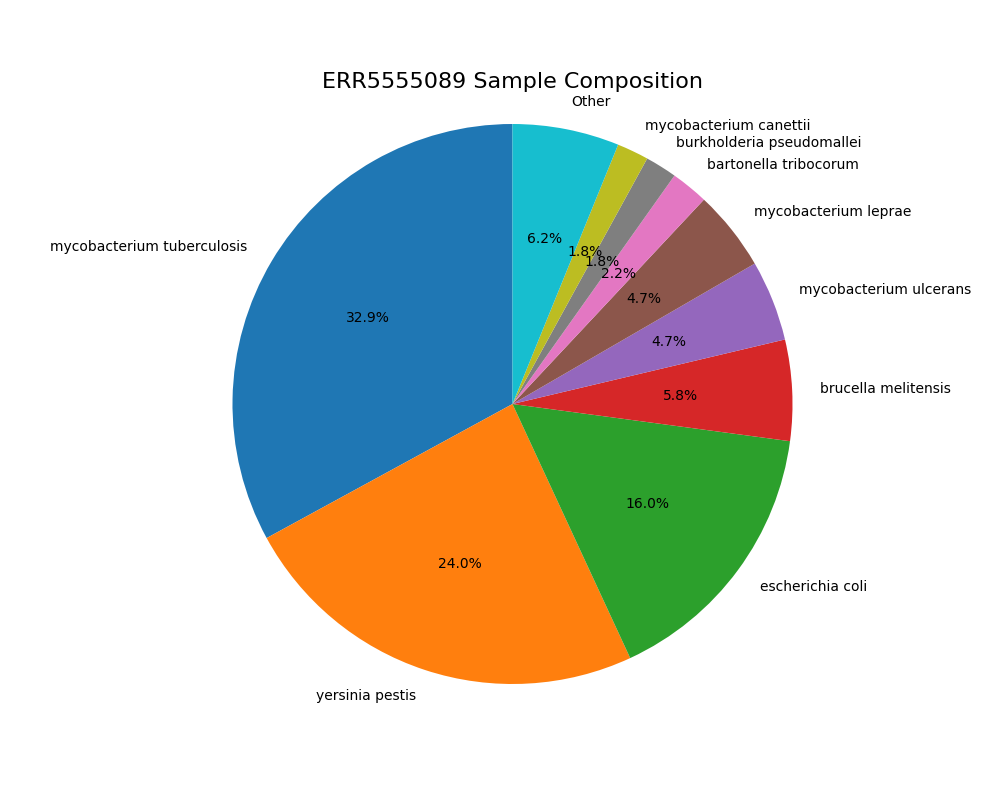 ERR5555089 Sample Composition
Other
mycobacterium canettii
burkholderia pseudomallei
bartonella tribocorum
mycobacterium leprae
mycobacterium ulcerans
brucella melitensis
escherichia coli
yersinia pestis
mycobacterium tuberculosis
6.2%
1.8%
1.8%
2.2%
4.7%
4.7%
5.8%
16.0%
24.0%
32.9%